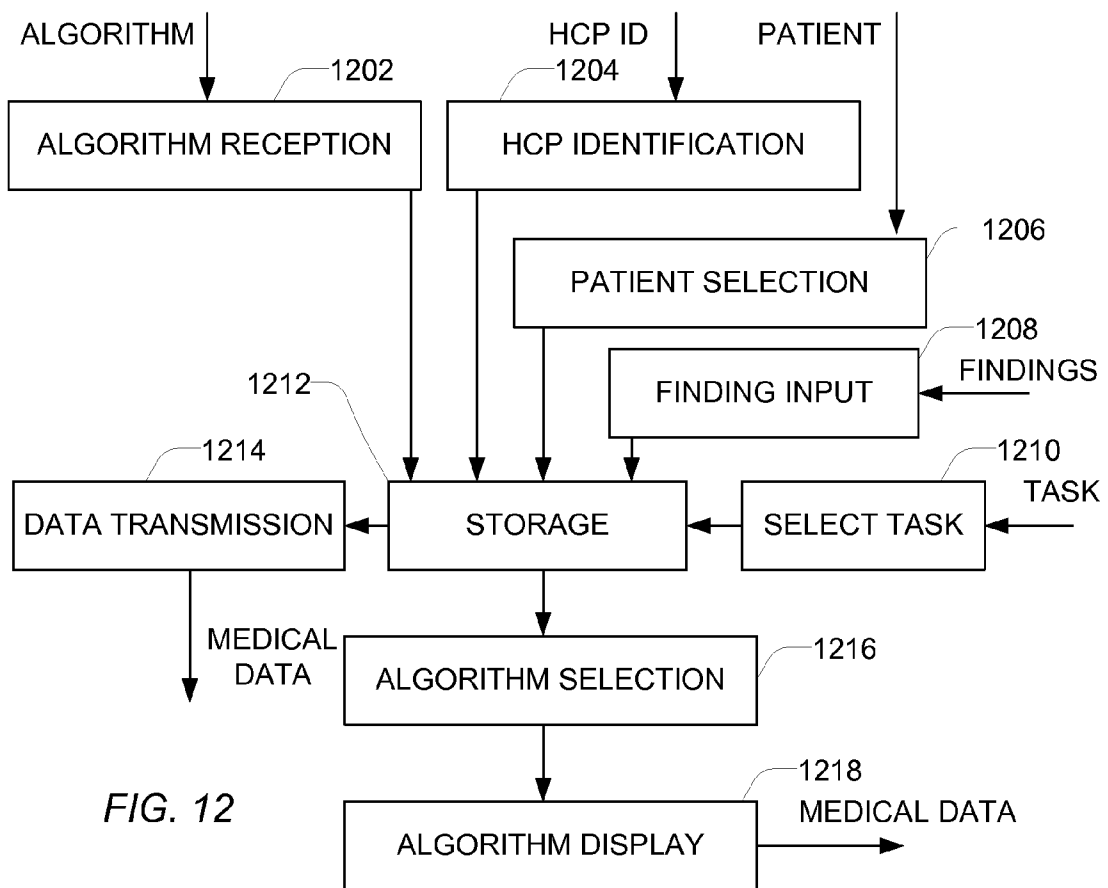 ALGORITHM
HCP ID
PATIENT
1202
1204
ALGORITHM RECEPTION
HCP IDENTIFICATION
1206
PATIENT SELECTION
1208
FINDING INPUT
FINDINGS
1212
1214
1210
TASK
DATA TRANSMISSION
STORAGE
SELECT TASK
MEDICAL
DATA
1216
ALGORITHM SELECTION
1218
FIG. 12
MEDICAL DATA
ALGORITHM DISPLAY